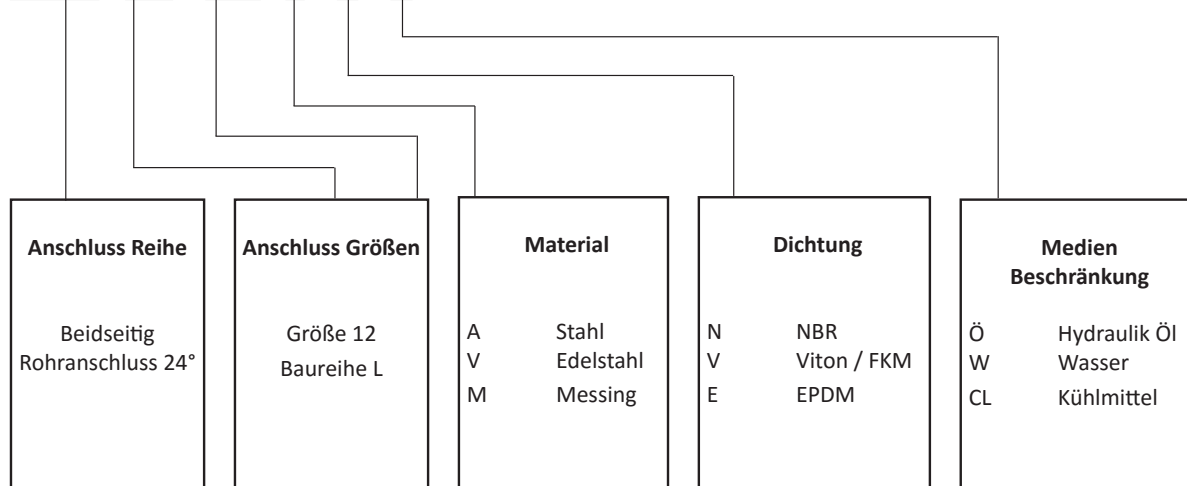 Anschluss Reihe
Beidseitig
Rohranschluss 24°
Anschluss Größen
Größe 12
Baureihe L
Material
A Stahl
V Edelstahl
M Messing
Dichtung
N NBR
V Viton / FKM
E EPDM
Medien
Beschränkung
Ö Hydraulik Öl
W Wasser
CL Kühlmittel